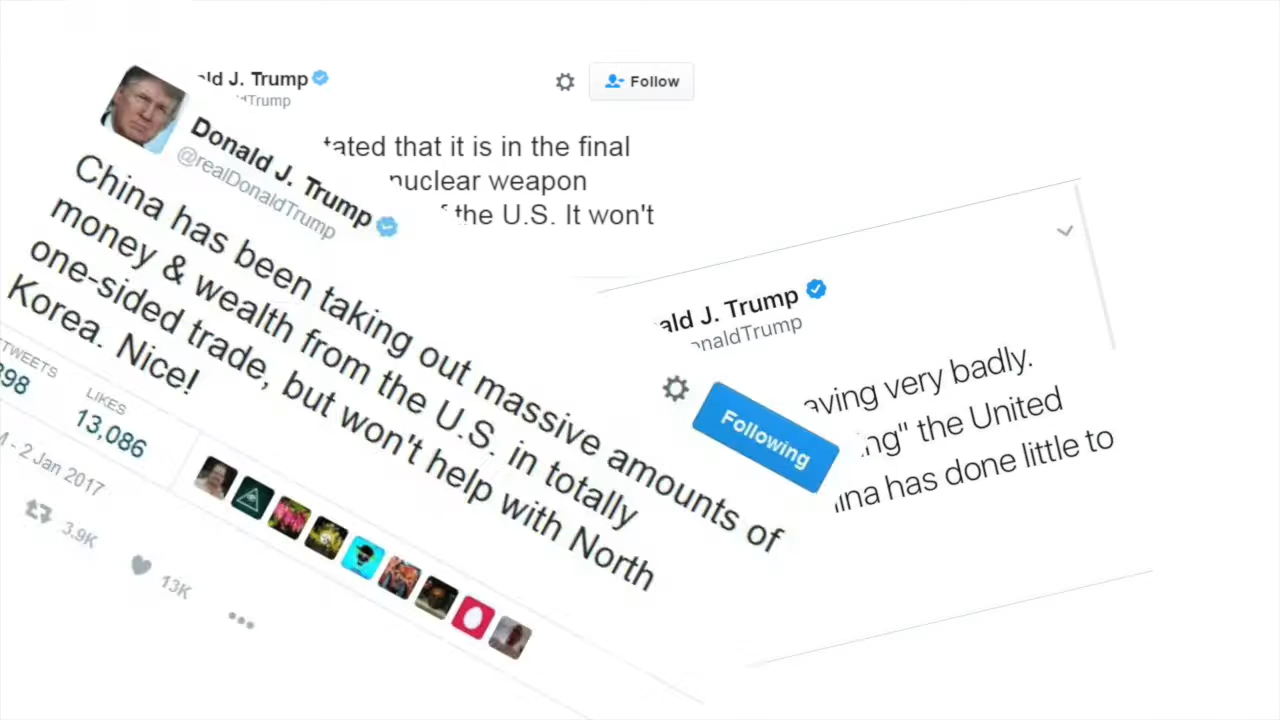 ld J. Trump
Trump
Follow
tated that it is in the final
nuclear weapon
the U.S. It won't
Donald J. Trump
@realDonaldTrump
China has been taking out massive amounts of
money & wealth from the U.S. in totally
one-sided trade, but won't help with North
Korea. Nice!
TWEETS
LIKES
398
13,086
M - 2 Jan 2017
3.9K
13K
ald J. Trump
onaldTrump
Following
aving very badly.
ng" the United
ina has done little to